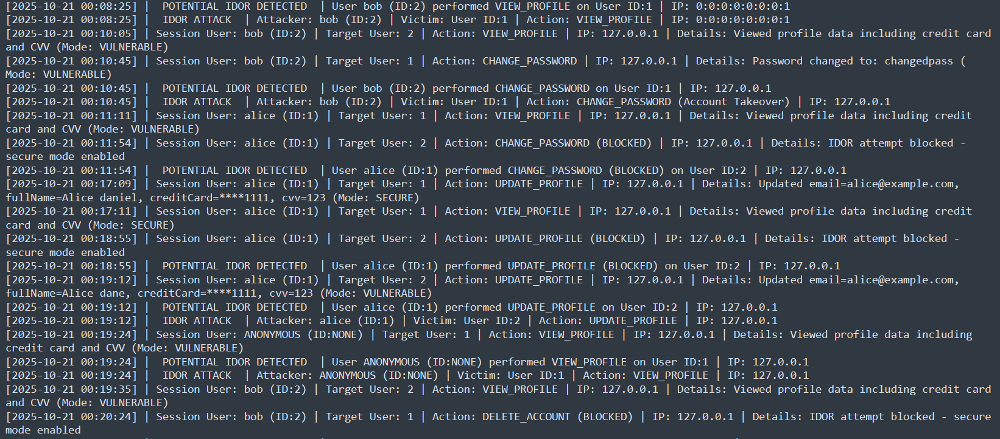 [2025-10-21 00:08:25] |  POTENTIAL IDOR DETECTED  | User bob (ID:2) performed VIEW_PROFILE on User ID:1 | IP: 0:0:0:0:0:0:0:1
[2025-10-21 00:08:25] |  IDOR ATTACK  | Attacker: bob (ID:2) | Victim: User ID:1 | Action: VIEW_PROFILE | IP: 0:0:0:0:0:0:0:1
[2025-10-21 00:10:05] | Session User: bob (ID:2) | Target User: 2 | Action: VIEW_PROFILE | IP: 127.0.0.1 | Details: Viewed profile data including credit card
and CVV (Mode: VULNERABLE)
[2025-10-21 00:10:45] | Session User: bob (ID:2) | Target User: 1 | Action: CHANGE_PASSWORD | IP: 127.0.0.1 | Details: Password changed to: changedpass (
Mode: VULNERABLE)
[2025-10-21 00:10:45] |  POTENTIAL IDOR DETECTED  | User bob (ID:2) performed CHANGE_PASSWORD on User ID:1 | IP: 127.0.0.1
[2025-10-21 00:10:45] |  IDOR ATTACK  | Attacker: bob (ID:2) | Victim: User ID:1 | Action: CHANGE_PASSWORD (Account Takeover) | IP: 127.0.0.1
[2025-10-21 00:11:11] | Session User: alice (ID:1) | Target User: 1 | Action: VIEW_PROFILE | IP: 127.0.0.1 | Details: Viewed profile data including credit
card and CVV (Mode: VULNERABLE)
[2025-10-21 00:11:54] | Session User: alice (ID:1) | Target User: 2 | Action: CHANGE_PASSWORD (BLOCKED) | IP: 127.0.0.1 | Details: IDOR attempt blocked -
secure mode enabled
[2025-10-21 00:11:54] |  POTENTIAL IDOR DETECTED  | User alice (ID:1) performed CHANGE_PASSWORD (BLOCKED) on User ID:2 | IP: 127.0.0.1
[2025-10-21 00:17:09] | Session User: alice (ID:1) | Target User: 1 | Action: UPDATE_PROFILE | IP: 127.0.0.1 | Details: Updated email=alice@example.com,
fullName=Alice daniel, creditCard=****1111, cvv=123 (Mode: SECURE)
[2025-10-21 00:17:11] | Session User: alice (ID:1) | Target User: 1 | Action: VIEW_PROFILE | IP: 127.0.0.1 | Details: Viewed profile data including credit
card and CVV (Mode: SECURE)
[2025-10-21 00:18:55] | Session User: alice (ID:1) | Target User: 2 | Action: UPDATE_PROFILE (BLOCKED) | IP: 127.0.0.1 | Details: IDOR attempt blocked -
secure mode enabled
[2025-10-21 00:18:55] |  POTENTIAL IDOR DETECTED  | User alice (ID:1) performed UPDATE_PROFILE (BLOCKED) on User ID:2 | IP: 127.0.0.1
[2025-10-21 00:19:12] | Session User: alice (ID:1) | Target User: 2 | Action: UPDATE_PROFILE | IP: 127.0.0.1 | Details: Updated email=alice@example.com,
fullName=Alice dane, creditCard=****1111, cvv=123 (Mode: VULNERABLE)
[2025-10-21 00:19:12] |  POTENTIAL IDOR DETECTED  | User alice (ID:1) performed UPDATE_PROFILE on User ID:2 | IP: 127.0.0.1
[2025-10-21 00:19:12] |  IDOR ATTACK  | Attacker: alice (ID:1) | Victim: User ID:2 | Action: UPDATE_PROFILE | IP: 127.0.0.1
[2025-10-21 00:19:24] | Session User: ANONYMOUS (ID:NONE) | Target User: 1 | Action: VIEW_PROFILE | IP: 127.0.0.1 | Details: Viewed profile data including
credit card and CVV (Mode: VULNERABLE)
[2025-10-21 00:19:24] |  POTENTIAL IDOR DETECTED  | User ANONYMOUS (ID:NONE) performed VIEW_PROFILE on User ID:1 | IP: 127.0.0.1
[2025-10-21 00:19:24] |  IDOR ATTACK  | Attacker: ANONYMOUS (ID:NONE) | Victim: User ID:1 | Action: VIEW_PROFILE | IP: 127.0.0.1
[2025-10-21 00:19:35] | Session User: bob (ID:2) | Target User: 2 | Action: VIEW_PROFILE | IP: 127.0.0.1 | Details: Viewed profile data including credit card
and CVV (Mode: VULNERABLE)
[2025-10-21 00:20:24] | Session User: bob (ID:2) | Target User: 1 | Action: DELETE_ACCOUNT (BLOCKED) | IP: 127.0.0.1 | Details: IDOR attempt blocked - secure
mode enabled